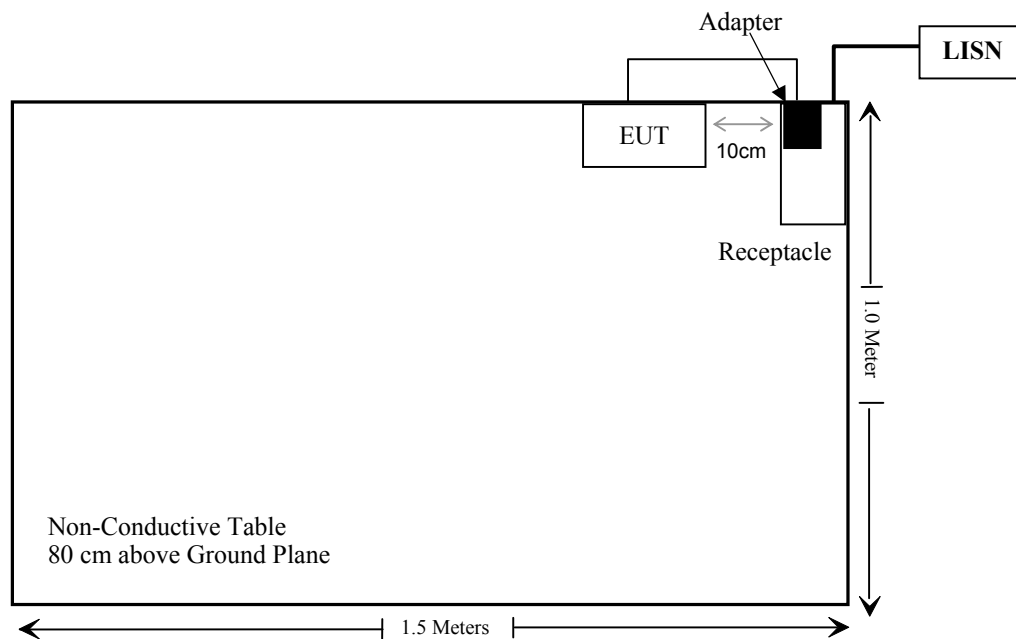 Adapter
LISN
EUT
10cm
Receptacle
1.0 Meter
Non-Conductive Table
80 cm above Ground Plane
1.5 Meters